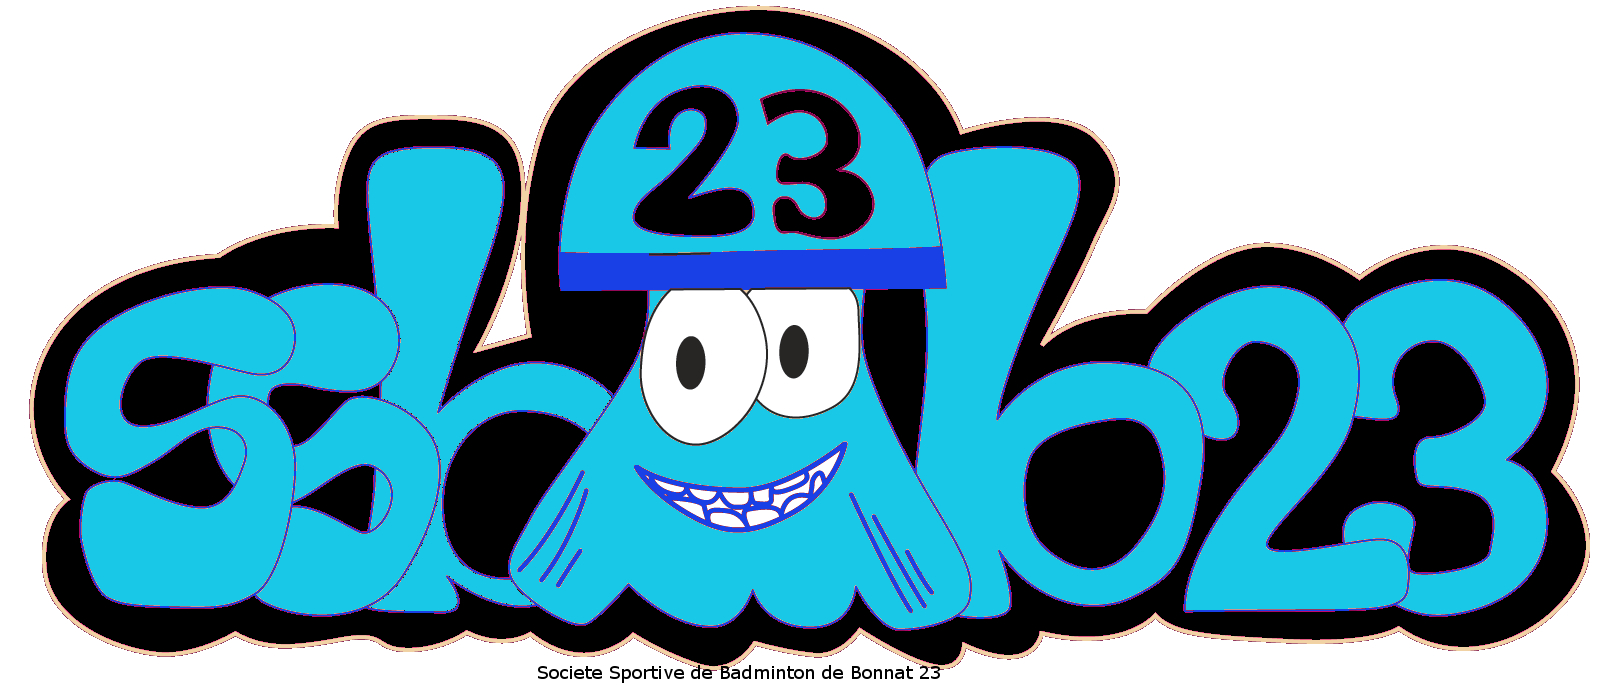 23
ssbb23
Societe Sportive de Badminton de Bonnat 23